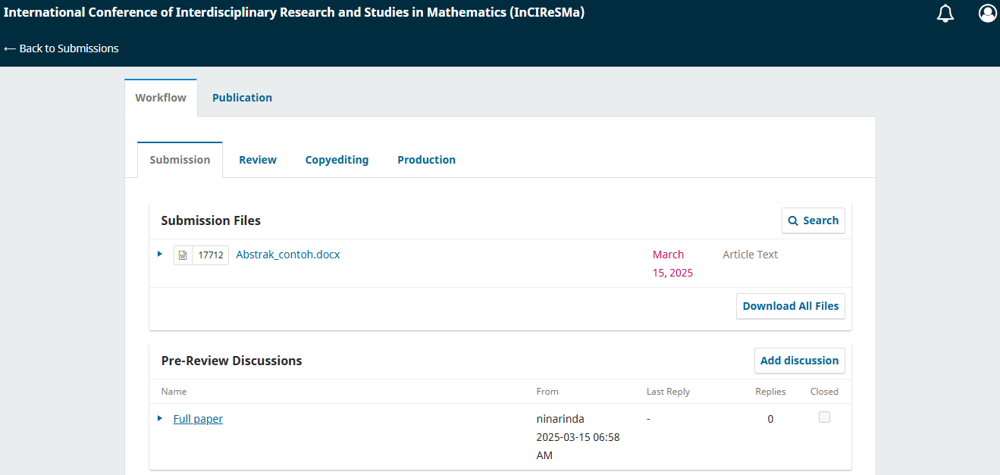 International Conference of Interdisciplinary Research and Studies in Mathematics (InCIReSMa)
← Back to Submissions
Workflow Publication
Submission Review Copyediting Production
Submission Files Search
17712 Abstrak_contoh.docx March 15, 2025 Article Text
Download All Files
Pre-Review Discussions Add discussion
Name From Last Reply Replies Closed
Full paper ninarinda - 0
2025-03-15 06:58
AM